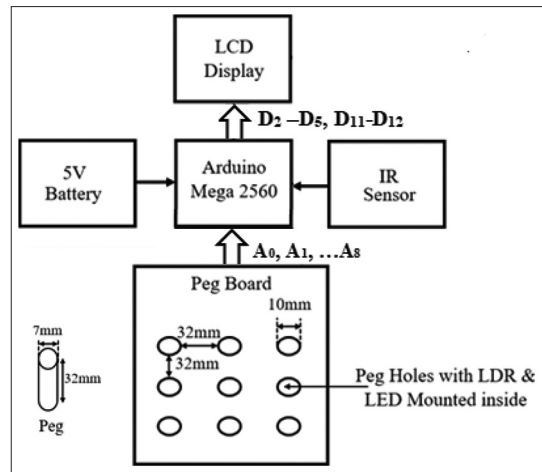 LCD
Display
D2 –D5, D11-D12
5V
Battery
Arduino
Mega 2560
IR
Sensor
A0, A1, …A8
Peg Board
10mm
7mm
32mm
32mm
32mm
Peg
Peg Holes with LDR &
LED Mounted inside